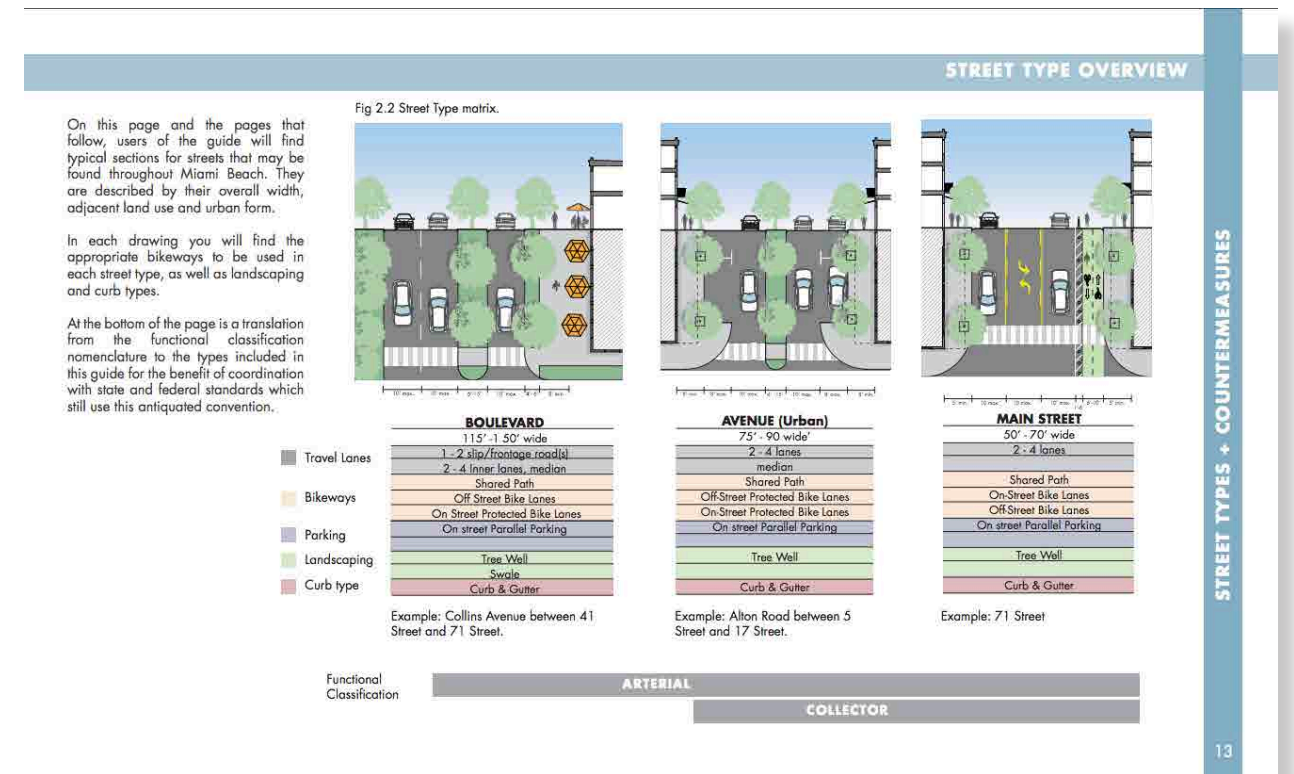 STREET TYPE OVERVIEW
On this page and the pages that
follow, users of the guide will find
typical sections for streets that may be
found throughout Miami Beach. They
are described by their overall width,
adjacent land use and urban form.
In each drawing you will find the
appropriate bikeways to be used in
each street type, as well as landscaping
and curb types.
At the bottom of the page is a translation
from the functional classification
nomenclature to the types included in
this guide for the benefit of coordination
with state and federal standards which
still use this antiquated convention.
Fig 2.2 Street Type matrix.
Travel Lanes
Bikeways
Parking
Landscaping
Curb type
BOULEVARD
115' -1 50' wide
1 - 2 slip/frontage road(s)
2 - 4 Inner lanes, median
Shared Path
Off Street Bike Lanes
On Street Protected Bike Lanes
On street Parallel Parking
Tree Well
Swale
Curb & Gutter
Example: Collins Avenue between 41
Street and 71 Street.
AVENUE (Urban)
75' - 90 wide'
2 - 4 lanes
median
Shared Path
Off-Street Protected Bike Lanes
On-Street Protected Bike Lanes
On street Parallel Parking
Tree Well
Curb & Gutter
Example: Alton Road between 5
Street and 17 Street.
MAIN STREET
50' - 70' wide
2 - 4 lanes
Shared Path
On-Street Bike Lanes
Off-Street Bike Lanes
On street Parallel Parking
Tree Well
Curb & Gutter
Example: 71 Street
Functional
Classification
ARTERIAL
COLLECTOR
STREET TYPES + COUNTERMEASURES
13